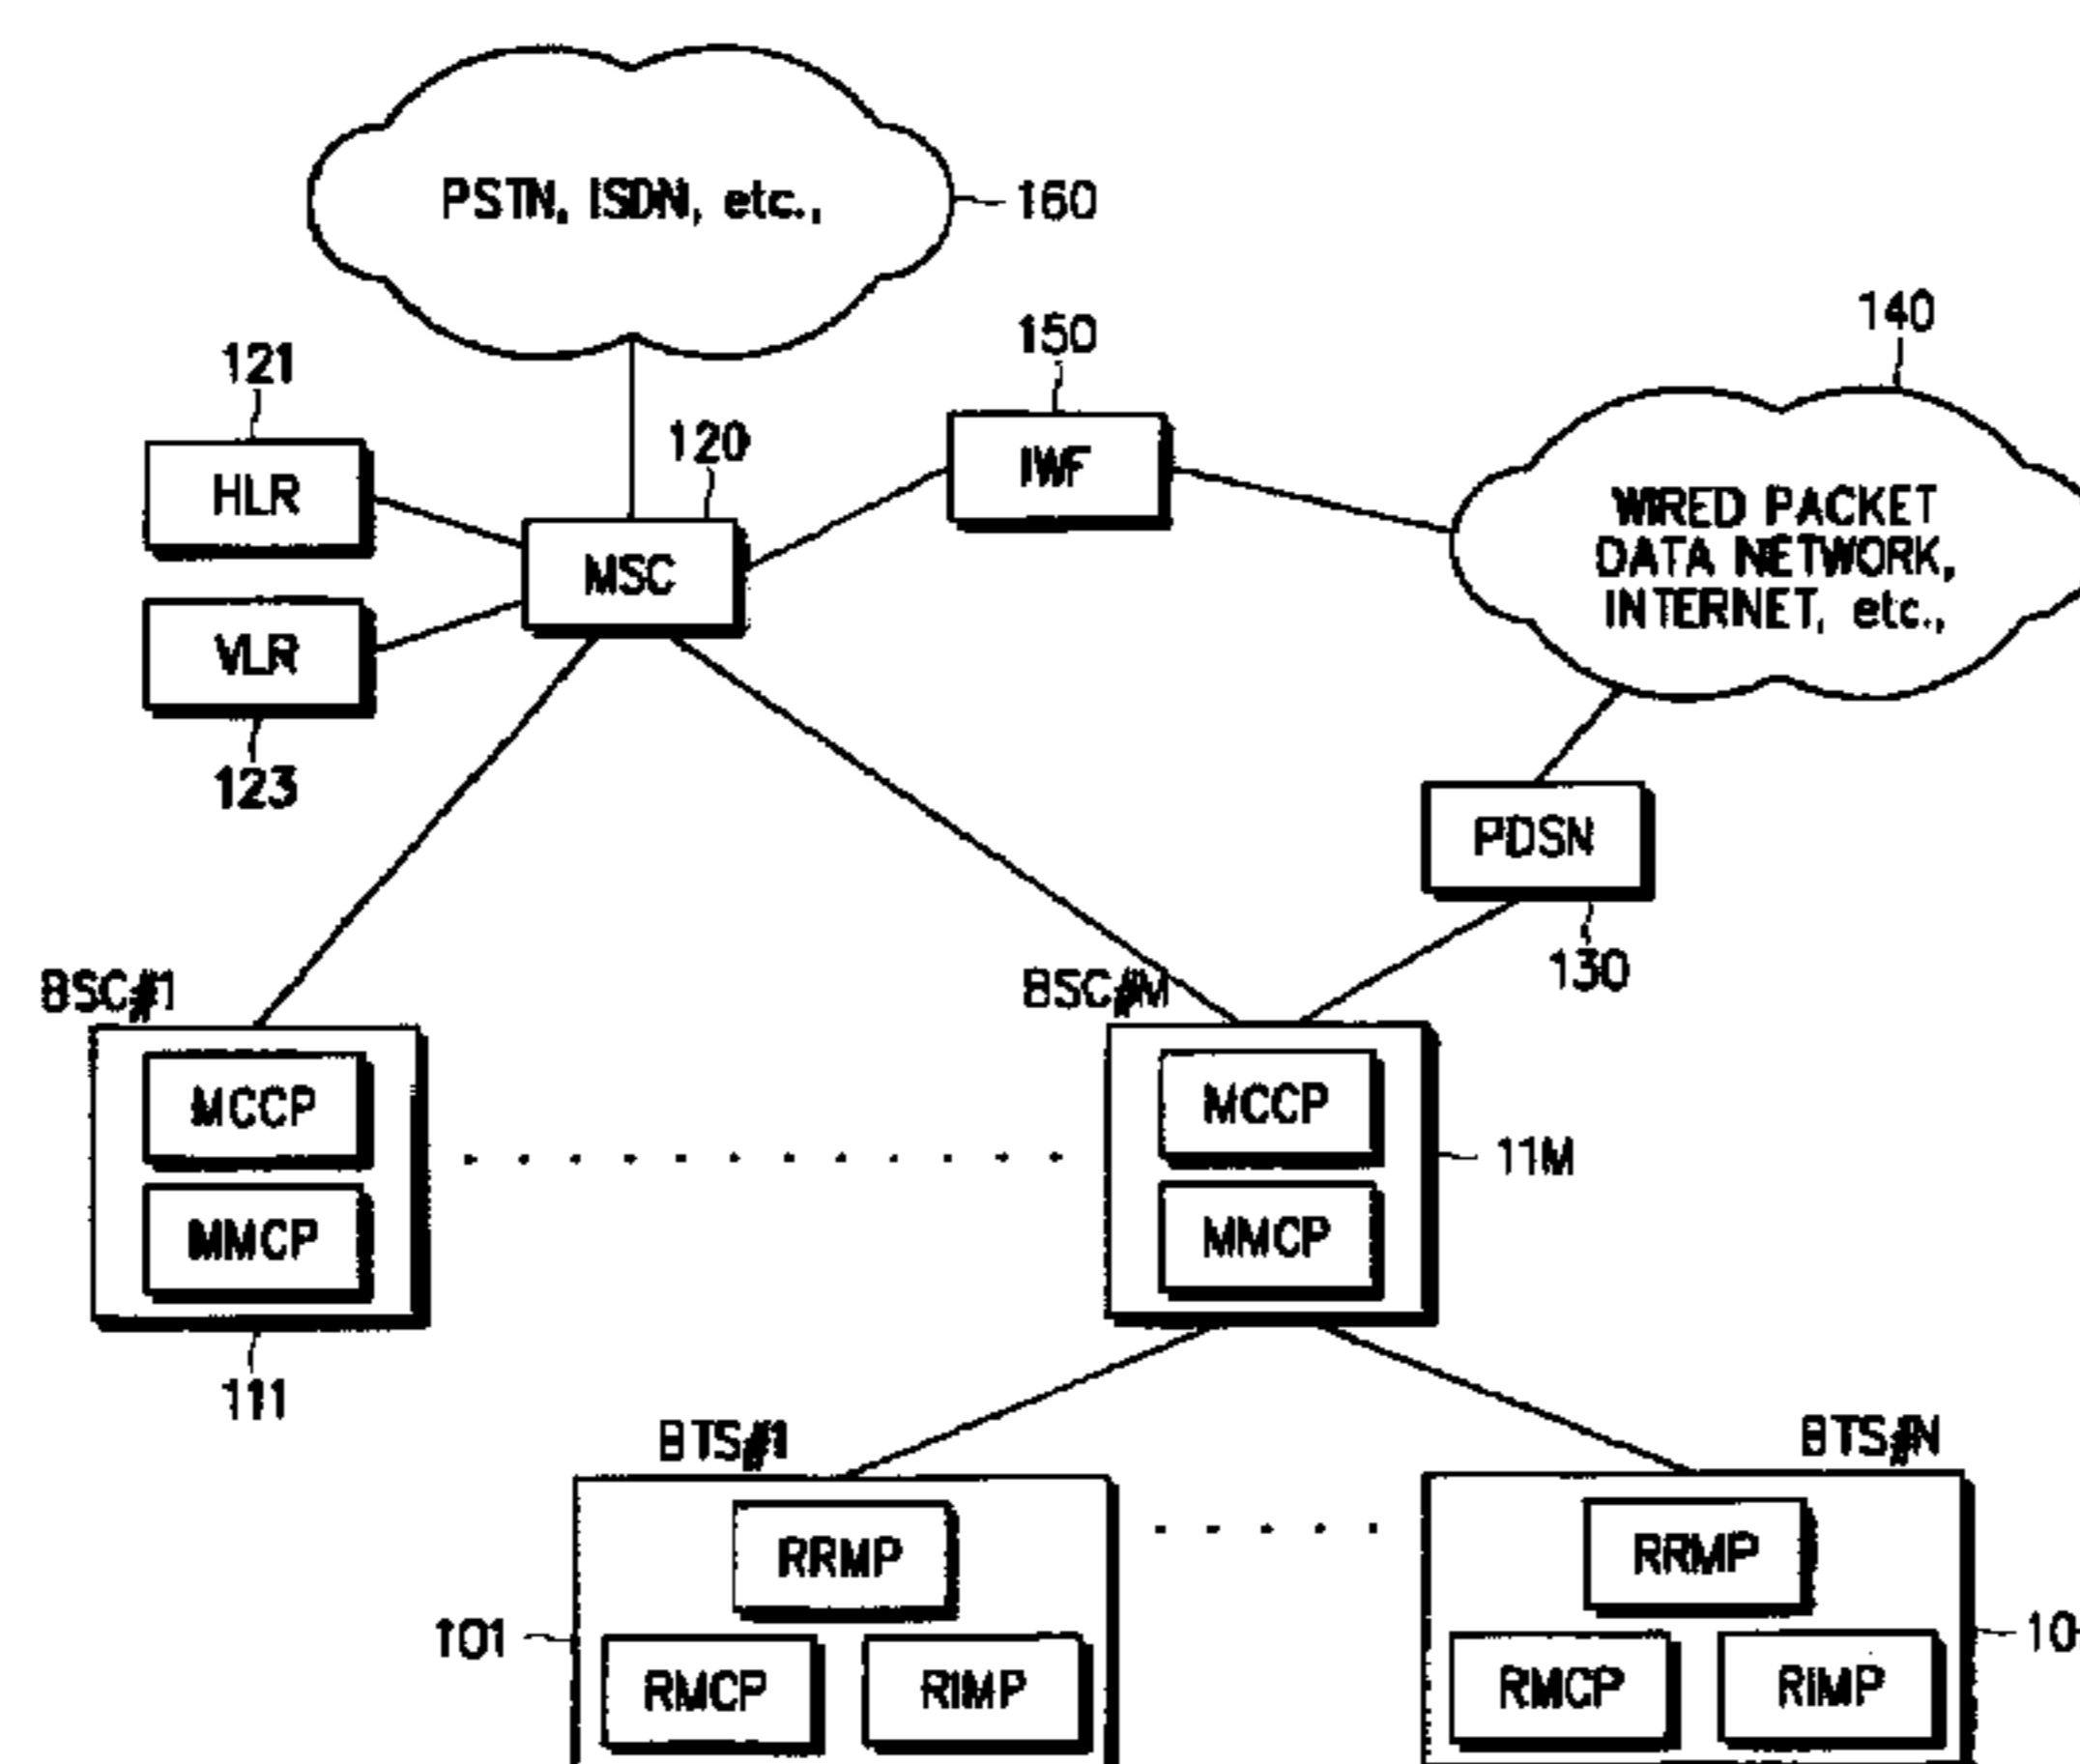 PSTN, ISDN, etc.,
160
140
150
121
120
IWF
HLR
WIRED PACKET
DATA NETWORK,
INTERNET, etc.,
MSC
VLR
123
PDSN
130
BSC#1
BSC#M
MCCP
MCCP
11M
MMCP
MMCP
111
BTS#1
BTS#N
RRMP
RRMP
101
10
RMCP
RIMP
RMCP
RIMP